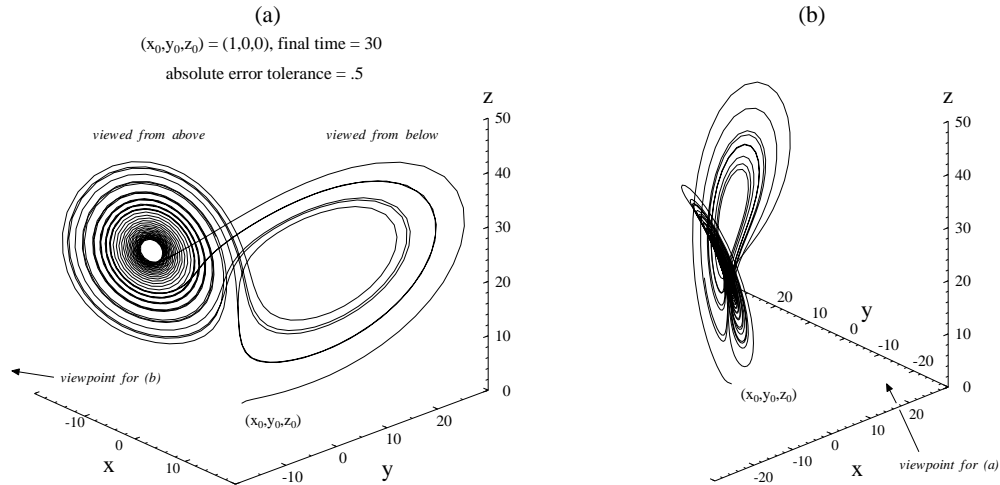 (a)
(x0,y0,z0) = (1,0,0), final time = 30
absolute error tolerance = .5
viewed from above
viewed from below
z
50
40
30
20
10
0
viewpoint for (b)
(x0,y0,z0)
-10
0
10
x
-10
0
10
20
y
(b)
z
50
40
30
20
10
0
20
10
0
-10
-20
y
(x0,y0,z0)
-20
-10
0
10
20
x
viewpoint for (a)